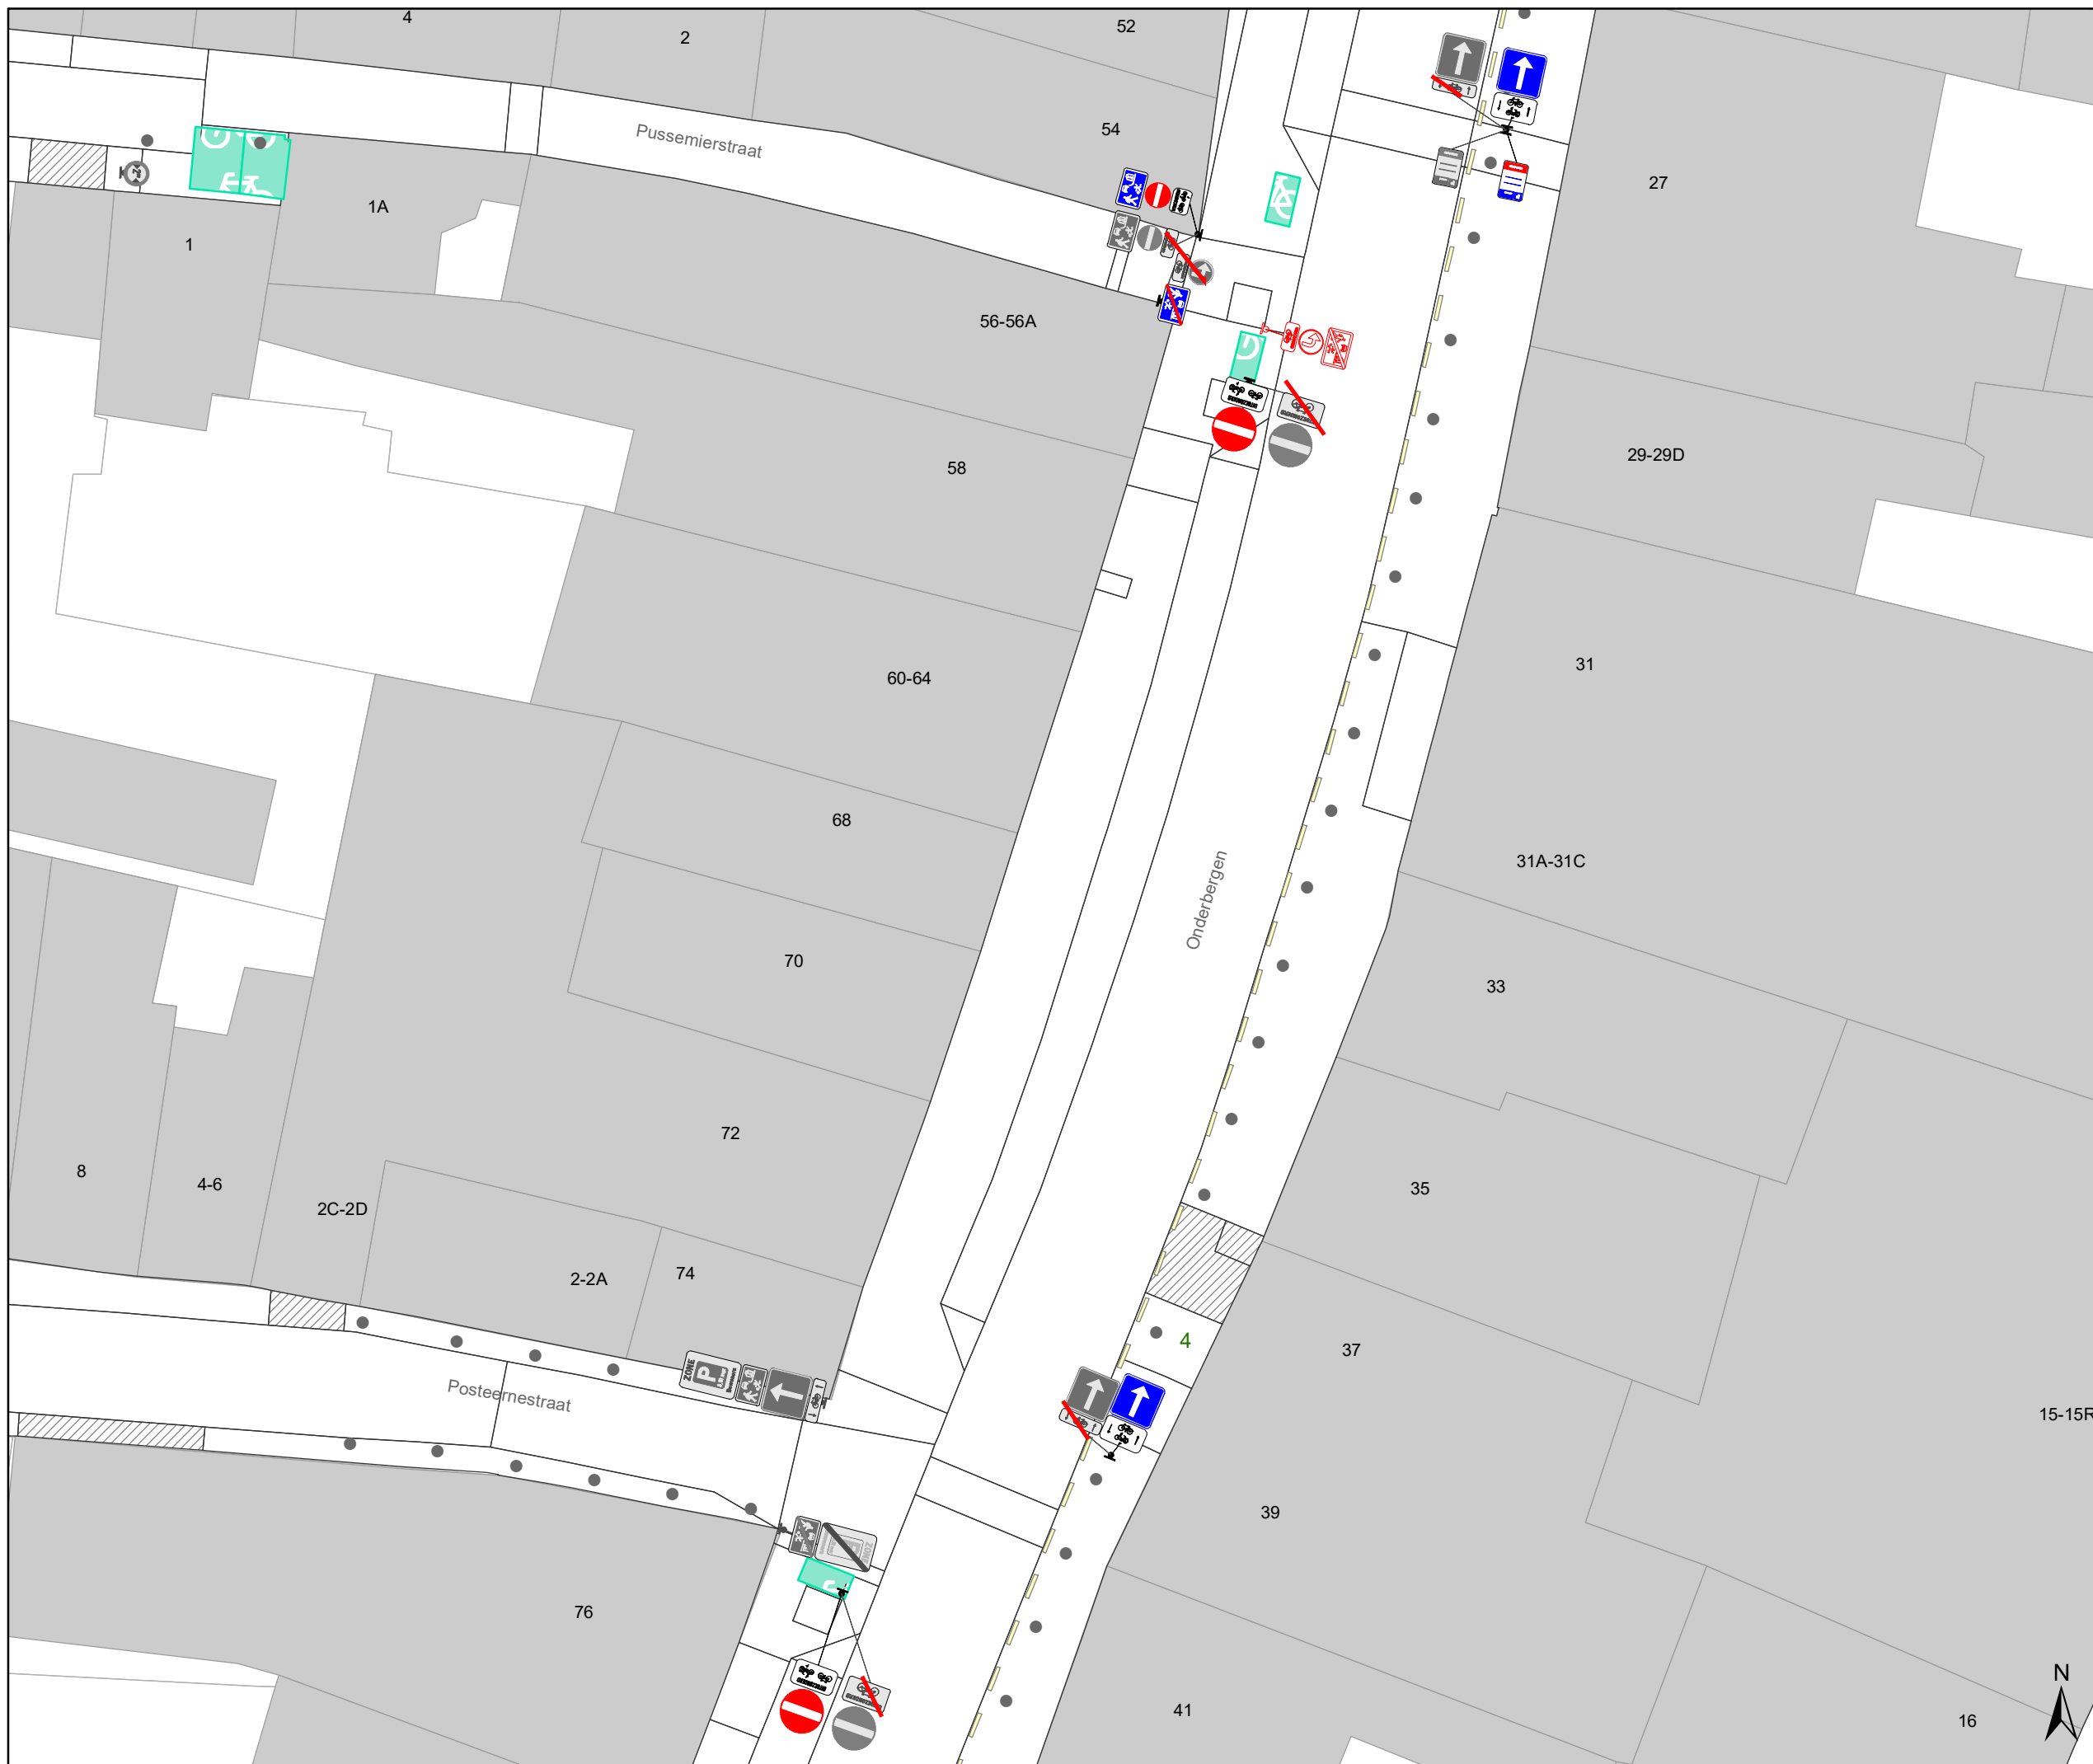 4
2
52
54
Pussemierstraat
27
1A
1
56-56A
29-29D
58
31
60-64
68
31A-31C
Onderbergen
70
33
72
8
4-6
35
2C-2D
2-2A
74
4
37
ZONE
P
Posteernestraat
15-15R
39
76
41
16
N